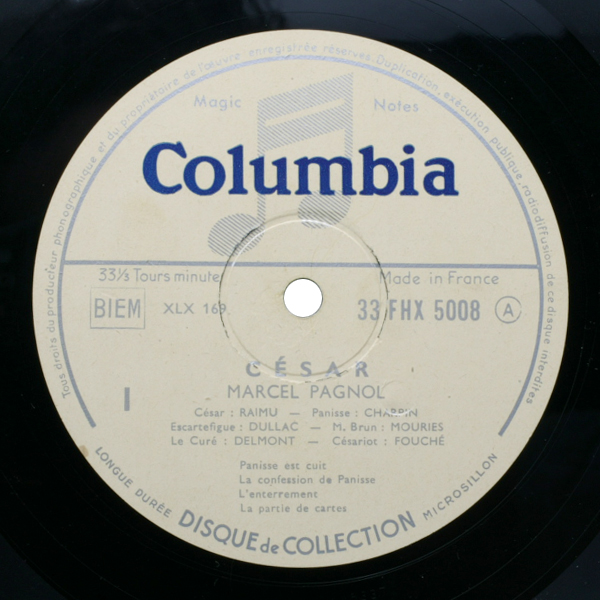 Tous droits du producteur phonographique et du propriétaire de l'œuvre enregistrée réservés. Duplication, exécution publique, radiodiffusion de ce disque interdites
Magic Notes
Columbia
33⅓ Tours minute Made in France
BIEM XLX 169 33 FHX 5008 A
CÉSAR
I MARCEL PAGNOL
César : RAIMU — Panisse : CHARPIN
Escartefigue : DULLAC — M. Brun : MOURIES
Le Curé : DELMONT — Césariot : FOUCHÉ
Panisse est cuit
La confession de Panisse
L'enterrement
La partie de cartes
LONGUE DURÉE DISQUE de COLLECTION MICROSILLON